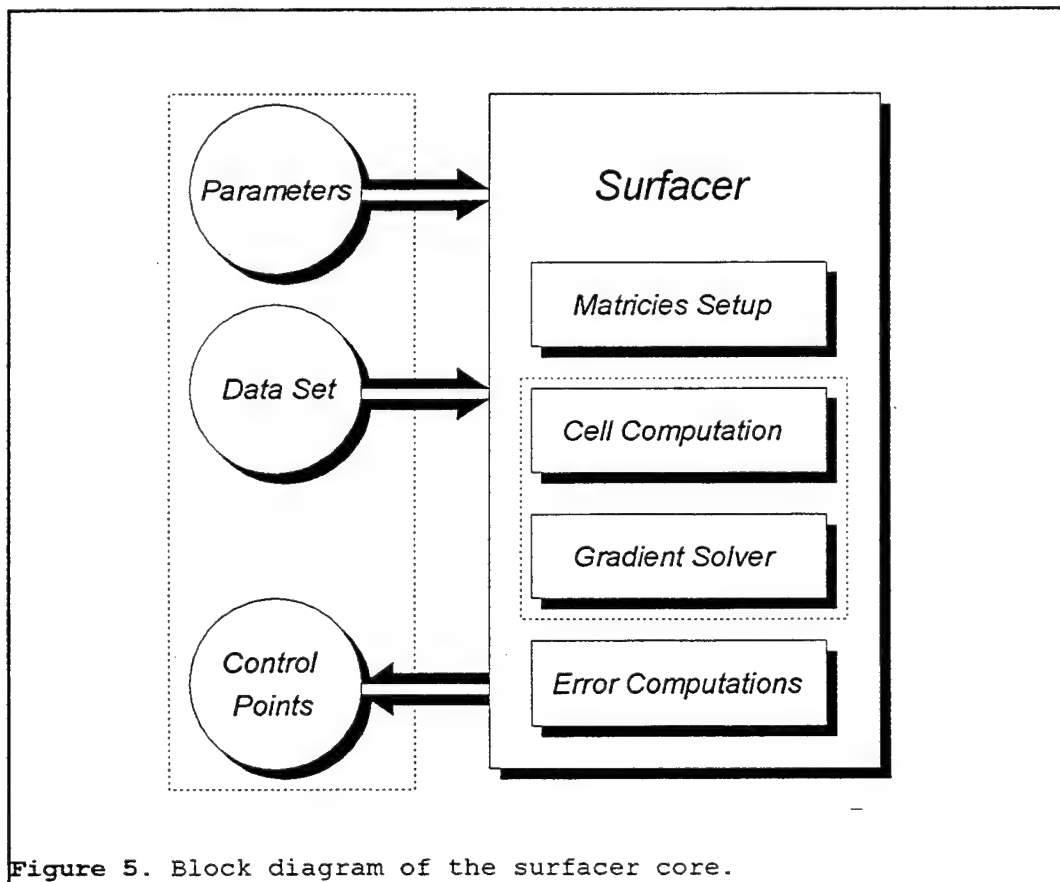 Parameters
Data Set
Control
Points
Surfacer
Matricies Setup
Cell Computation
Gradient Solver
Error Computations
Figure 5. Block diagram of the surfacer core.